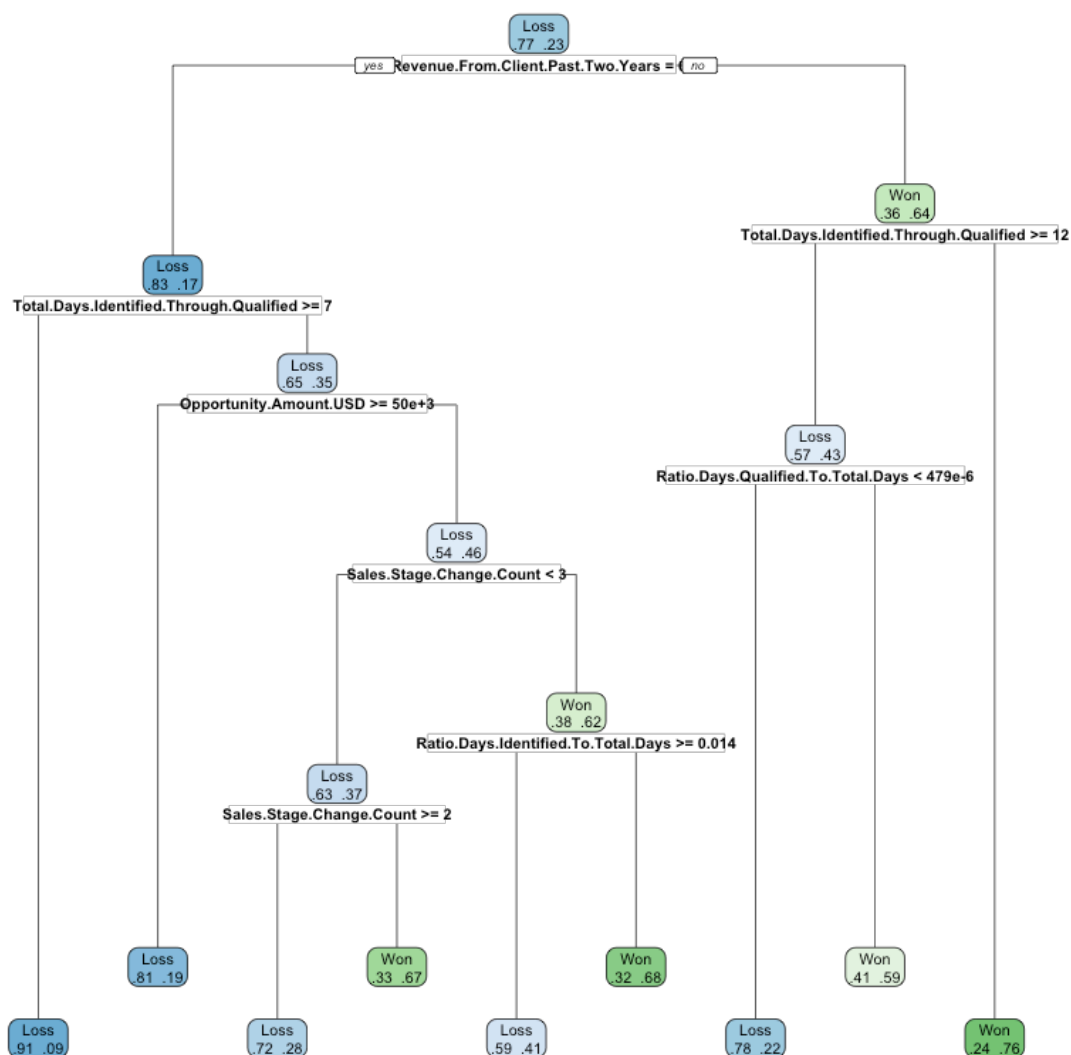 Loss
.77 .23
yes Revenue.From.Client.Past.Two.Years = no
Won
.36 .64
Total.Days.Identified.Through.Qualified >= 12
Loss
.83 .17
Total.Days.Identified.Through.Qualified >= 7
Loss
.65 .35
Opportunity.Amount.USD >= 50e+3
Loss
.57 .43
Ratio.Days.Qualified.To.Total.Days < 479e-6
Loss
.54 .46
Sales.Stage.Change.Count < 3
Won
.38 .62
Ratio.Days.Identified.To.Total.Days >= 0.014
Loss
.63 .37
Sales.Stage.Change.Count >= 2
Loss Won Won Won
.81 .19 .33 .67 .32 .68 .41 .59
Loss Loss Loss Loss Won
.91 .09 .72 .28 .59 .41 .78 .22 .24 .76